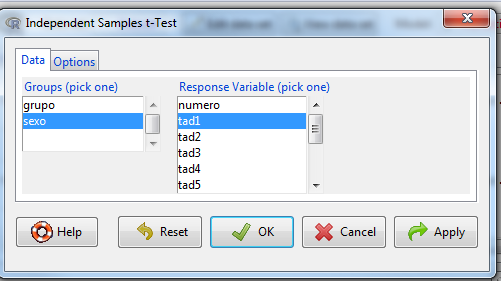 Independent Samples t-Test
Data
Options
Groups (pick one)
Response Variable (pick one)
grupo
sexo
numero
tad1
tad2
tad3
tad4
tad5
Help
Reset
OK
Cancel
Apply